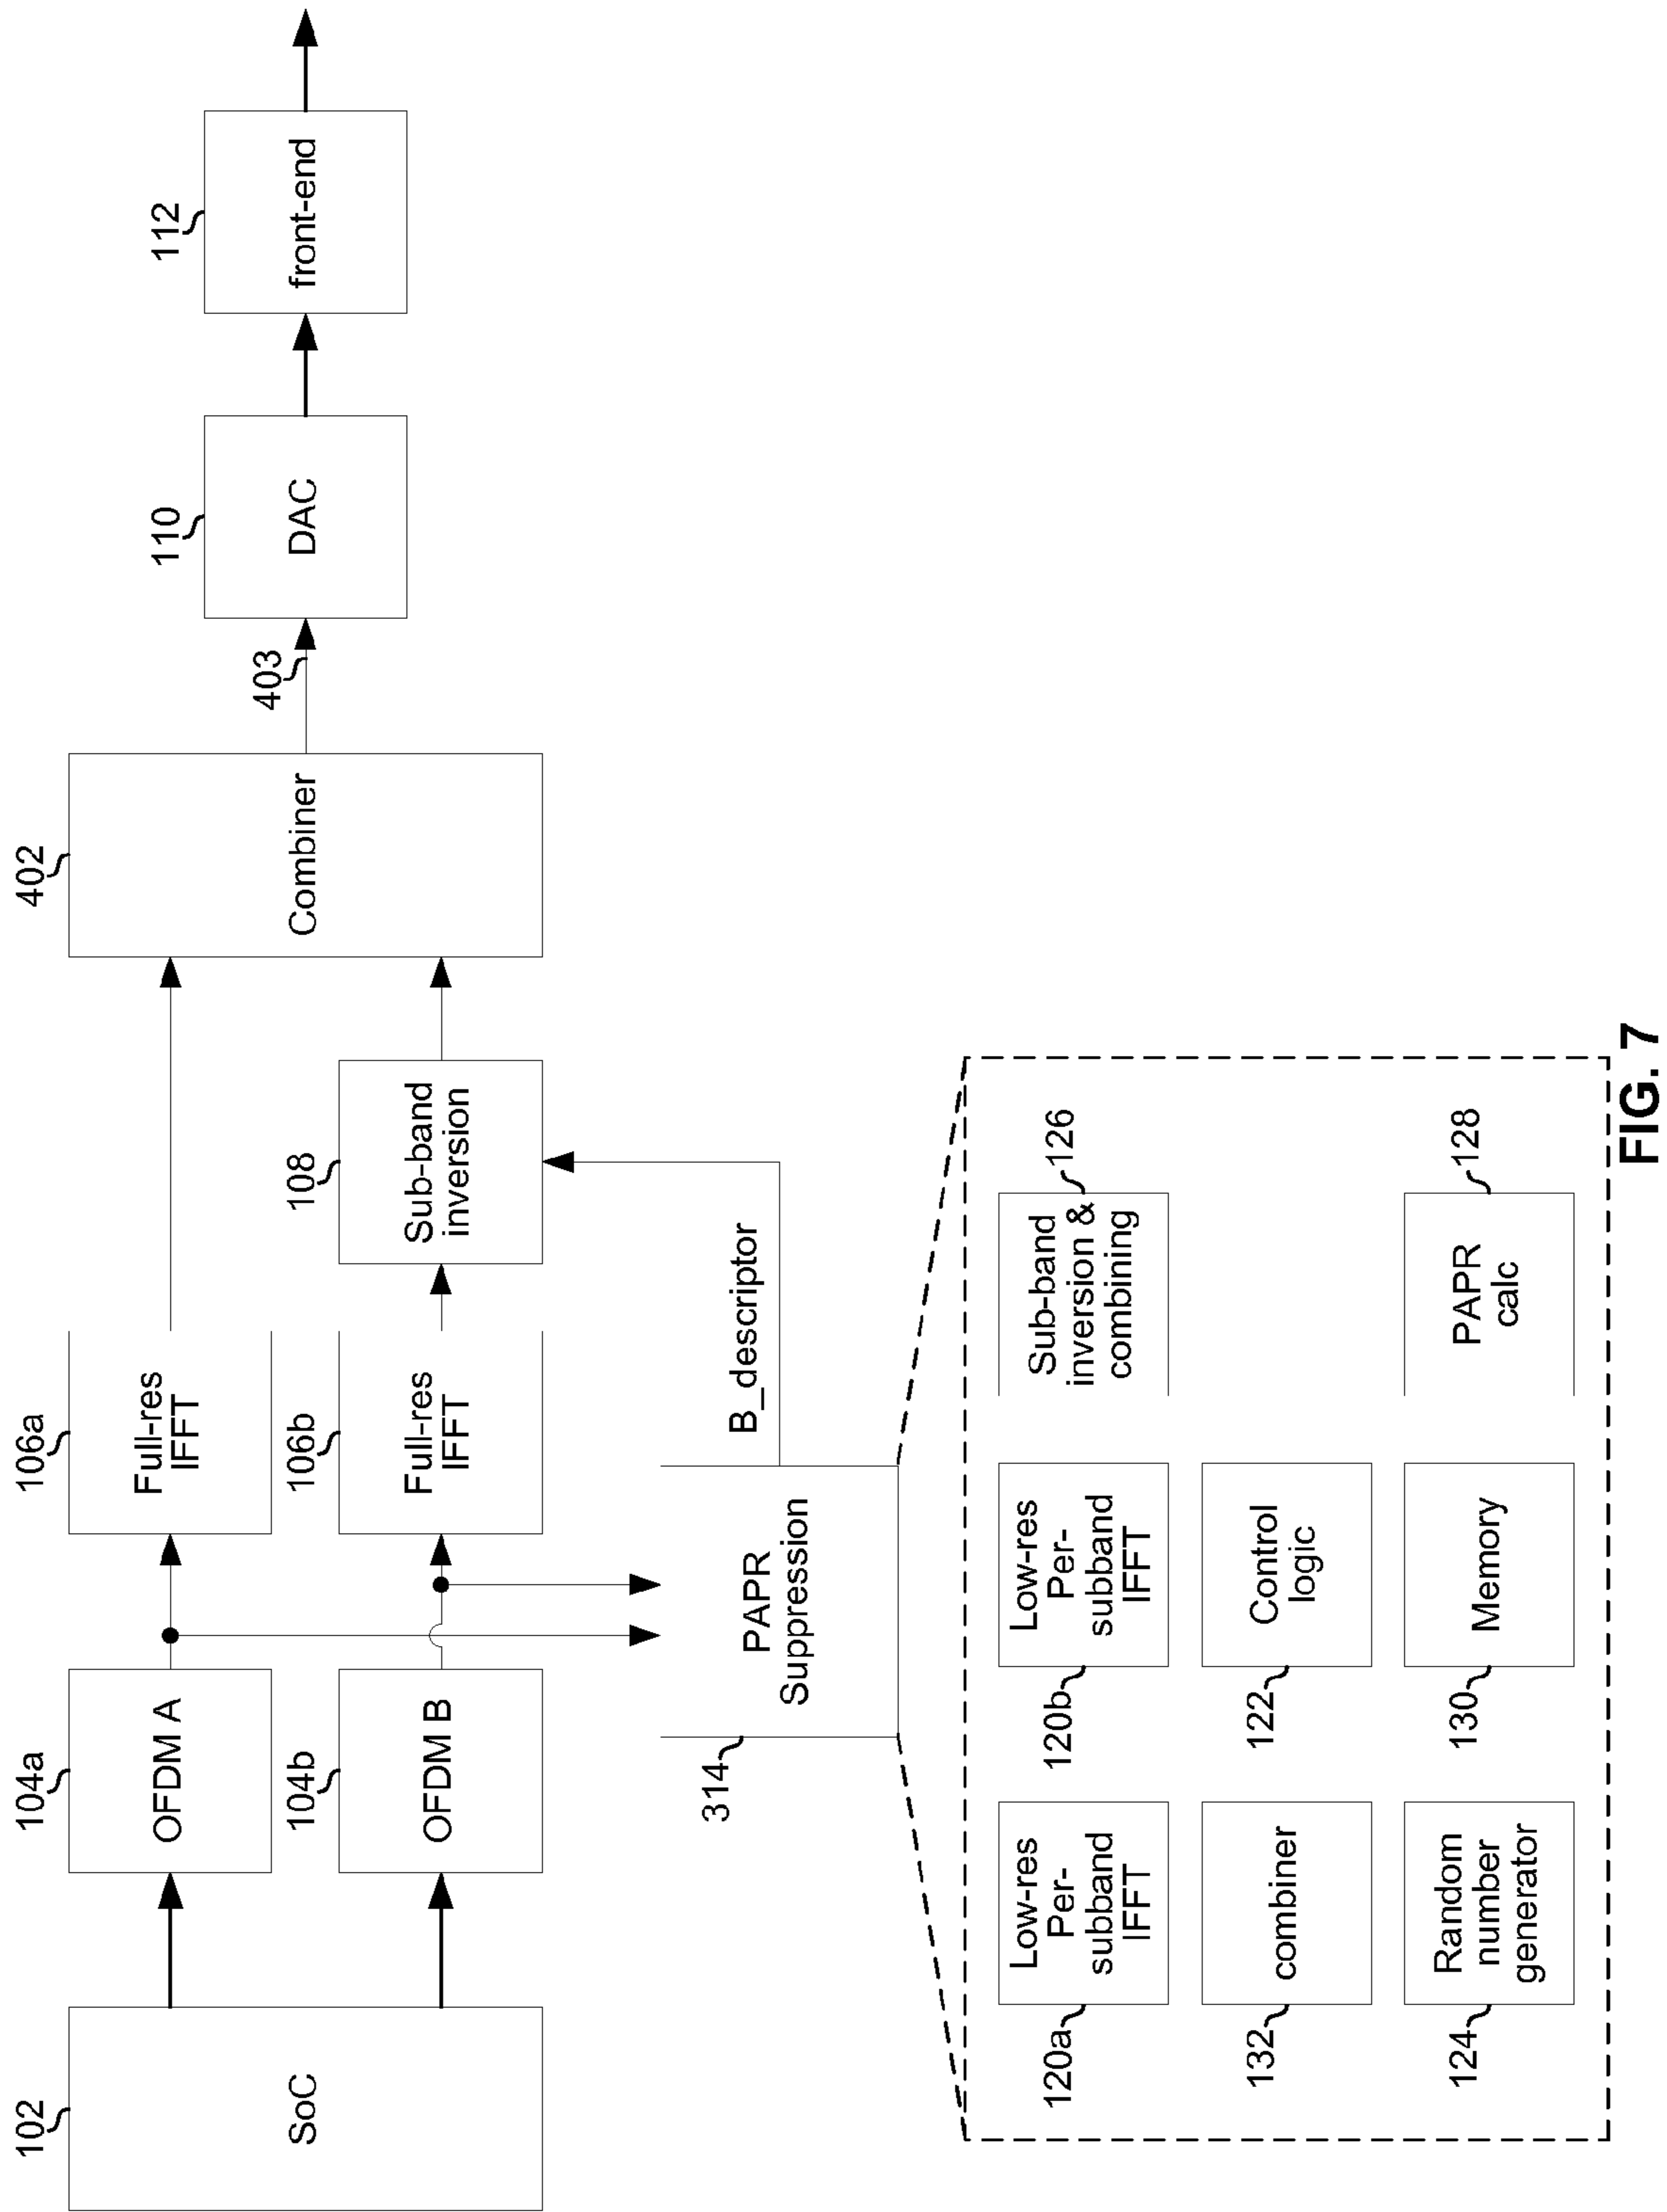 102
SoC
104a
OFDM A
104b
OFDM B
106a
Full-res
IFFT
106b
Full-res
IFFT
108
Sub-band
inversion
402
Combiner
403
110
DAC
112
front-end
314
PAPR
Suppression
B_descriptor
120a
Low-res
Per-
subband
IFFT
120b
Low-res
Per-
subband
IFFT
Sub-band
inversion &
combining
126
132
combiner
122
Control
logic
124
Random
number
generator
130
Memory
PAPR
calc
128
FIG. 7